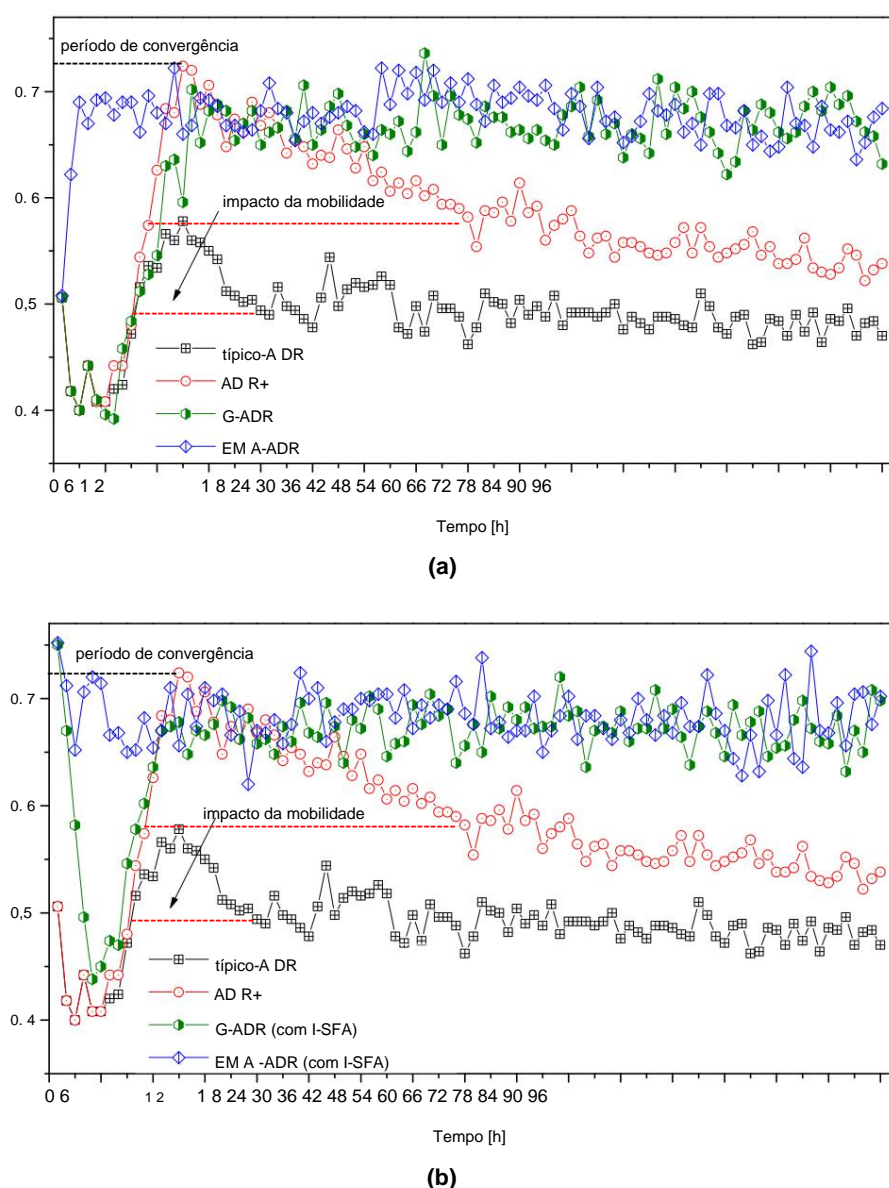 período de convergência
0.7
0.6
impacto da mobilidade
0.5
típico-A DR
AD R+
0.4
G-ADR
EM A-ADR
0 6 1 2 1 8 24 30 36 42 48 54 60 66 72 78 84 90 96
Tempo [h]
(a)
período de convergência
0.7
0.6
impacto da mobilidade
0.5
típico-A DR
AD R+
0.4
G-ADR (com I-SFA)
EM A -ADR (com I-SFA)
0 6 1 2 1 8 24 30 36 42 48 54 60 66 72 78 84 90 96
Tempo [h]
(b)